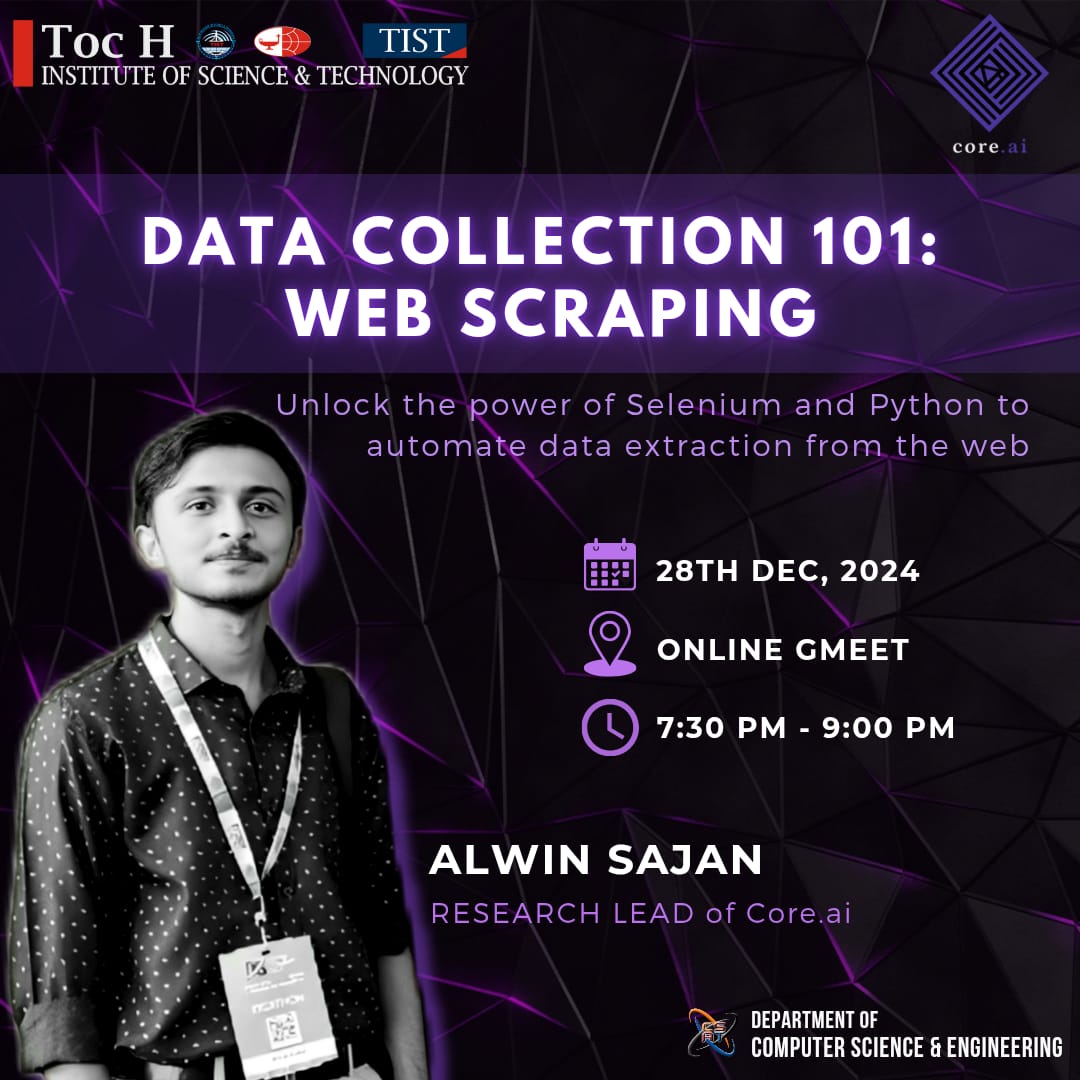 Toc H
TIST
INSTITUTE OF SCIENCE & TECHNOLOGY
core.ai
DATA COLLECTION 101:
WEB SCRAPING
Unlock the power of Selenium and Python to
automate data extraction from the web
28TH DEC, 2024
ONLINE GMEET
7:30 PM - 9:00 PM
ALWIN SAJAN
RESEARCH LEAD of Core.ai
DEPARTMENT OF
COMPUTER SCIENCE & ENGINEERING